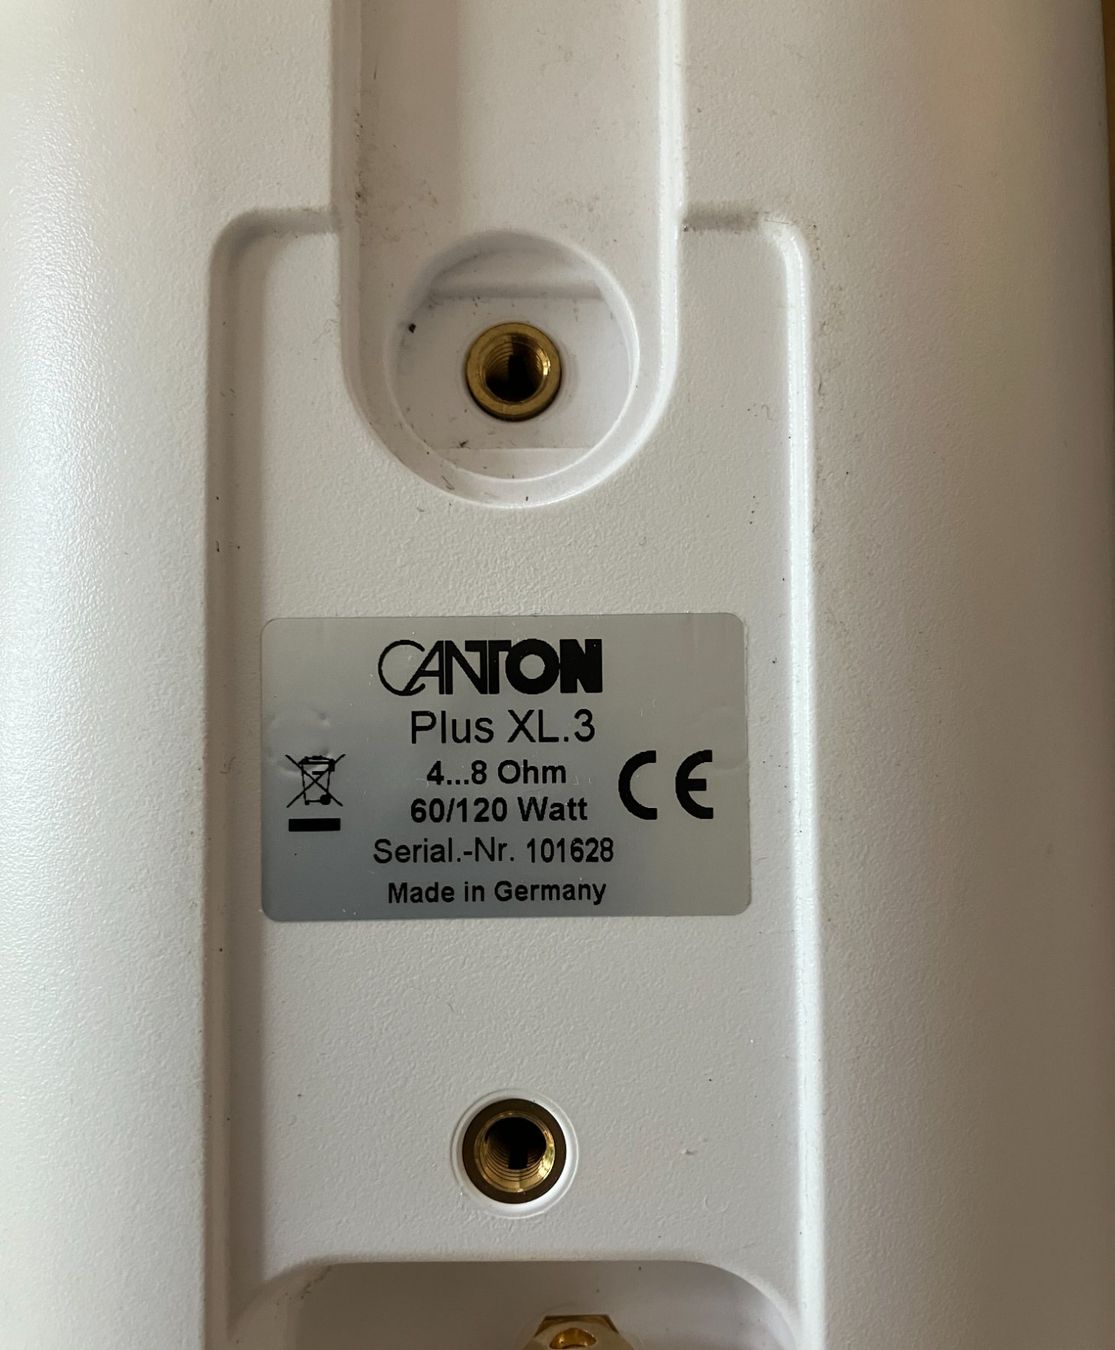 CANTON
Plus XL.3
4...8 Ohm
60/120 Watt
CE
Serial.-Nr. 101628
Made in Germany